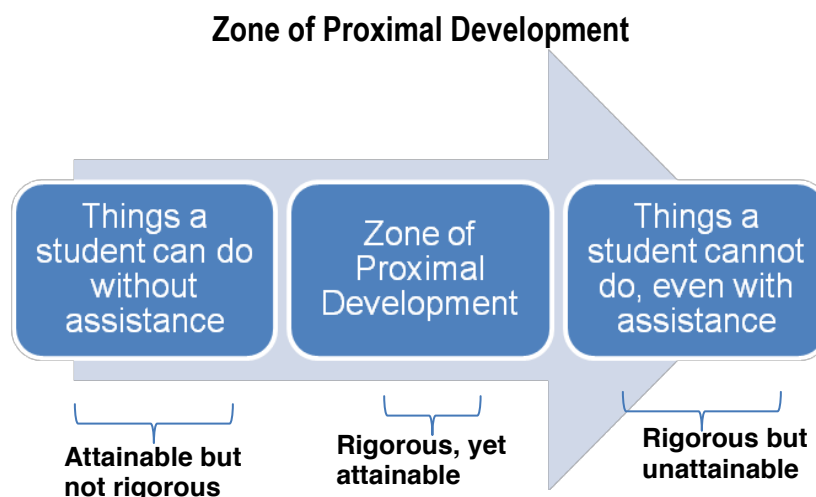 Zone of Proximal Development
Things a
student can do
without
assistance
Zone of
Proximal
Development
Things a
student cannot
do, even with
assistance
Attainable but
not rigorous
Rigorous, yet
attainable
Rigorous but
unattainable